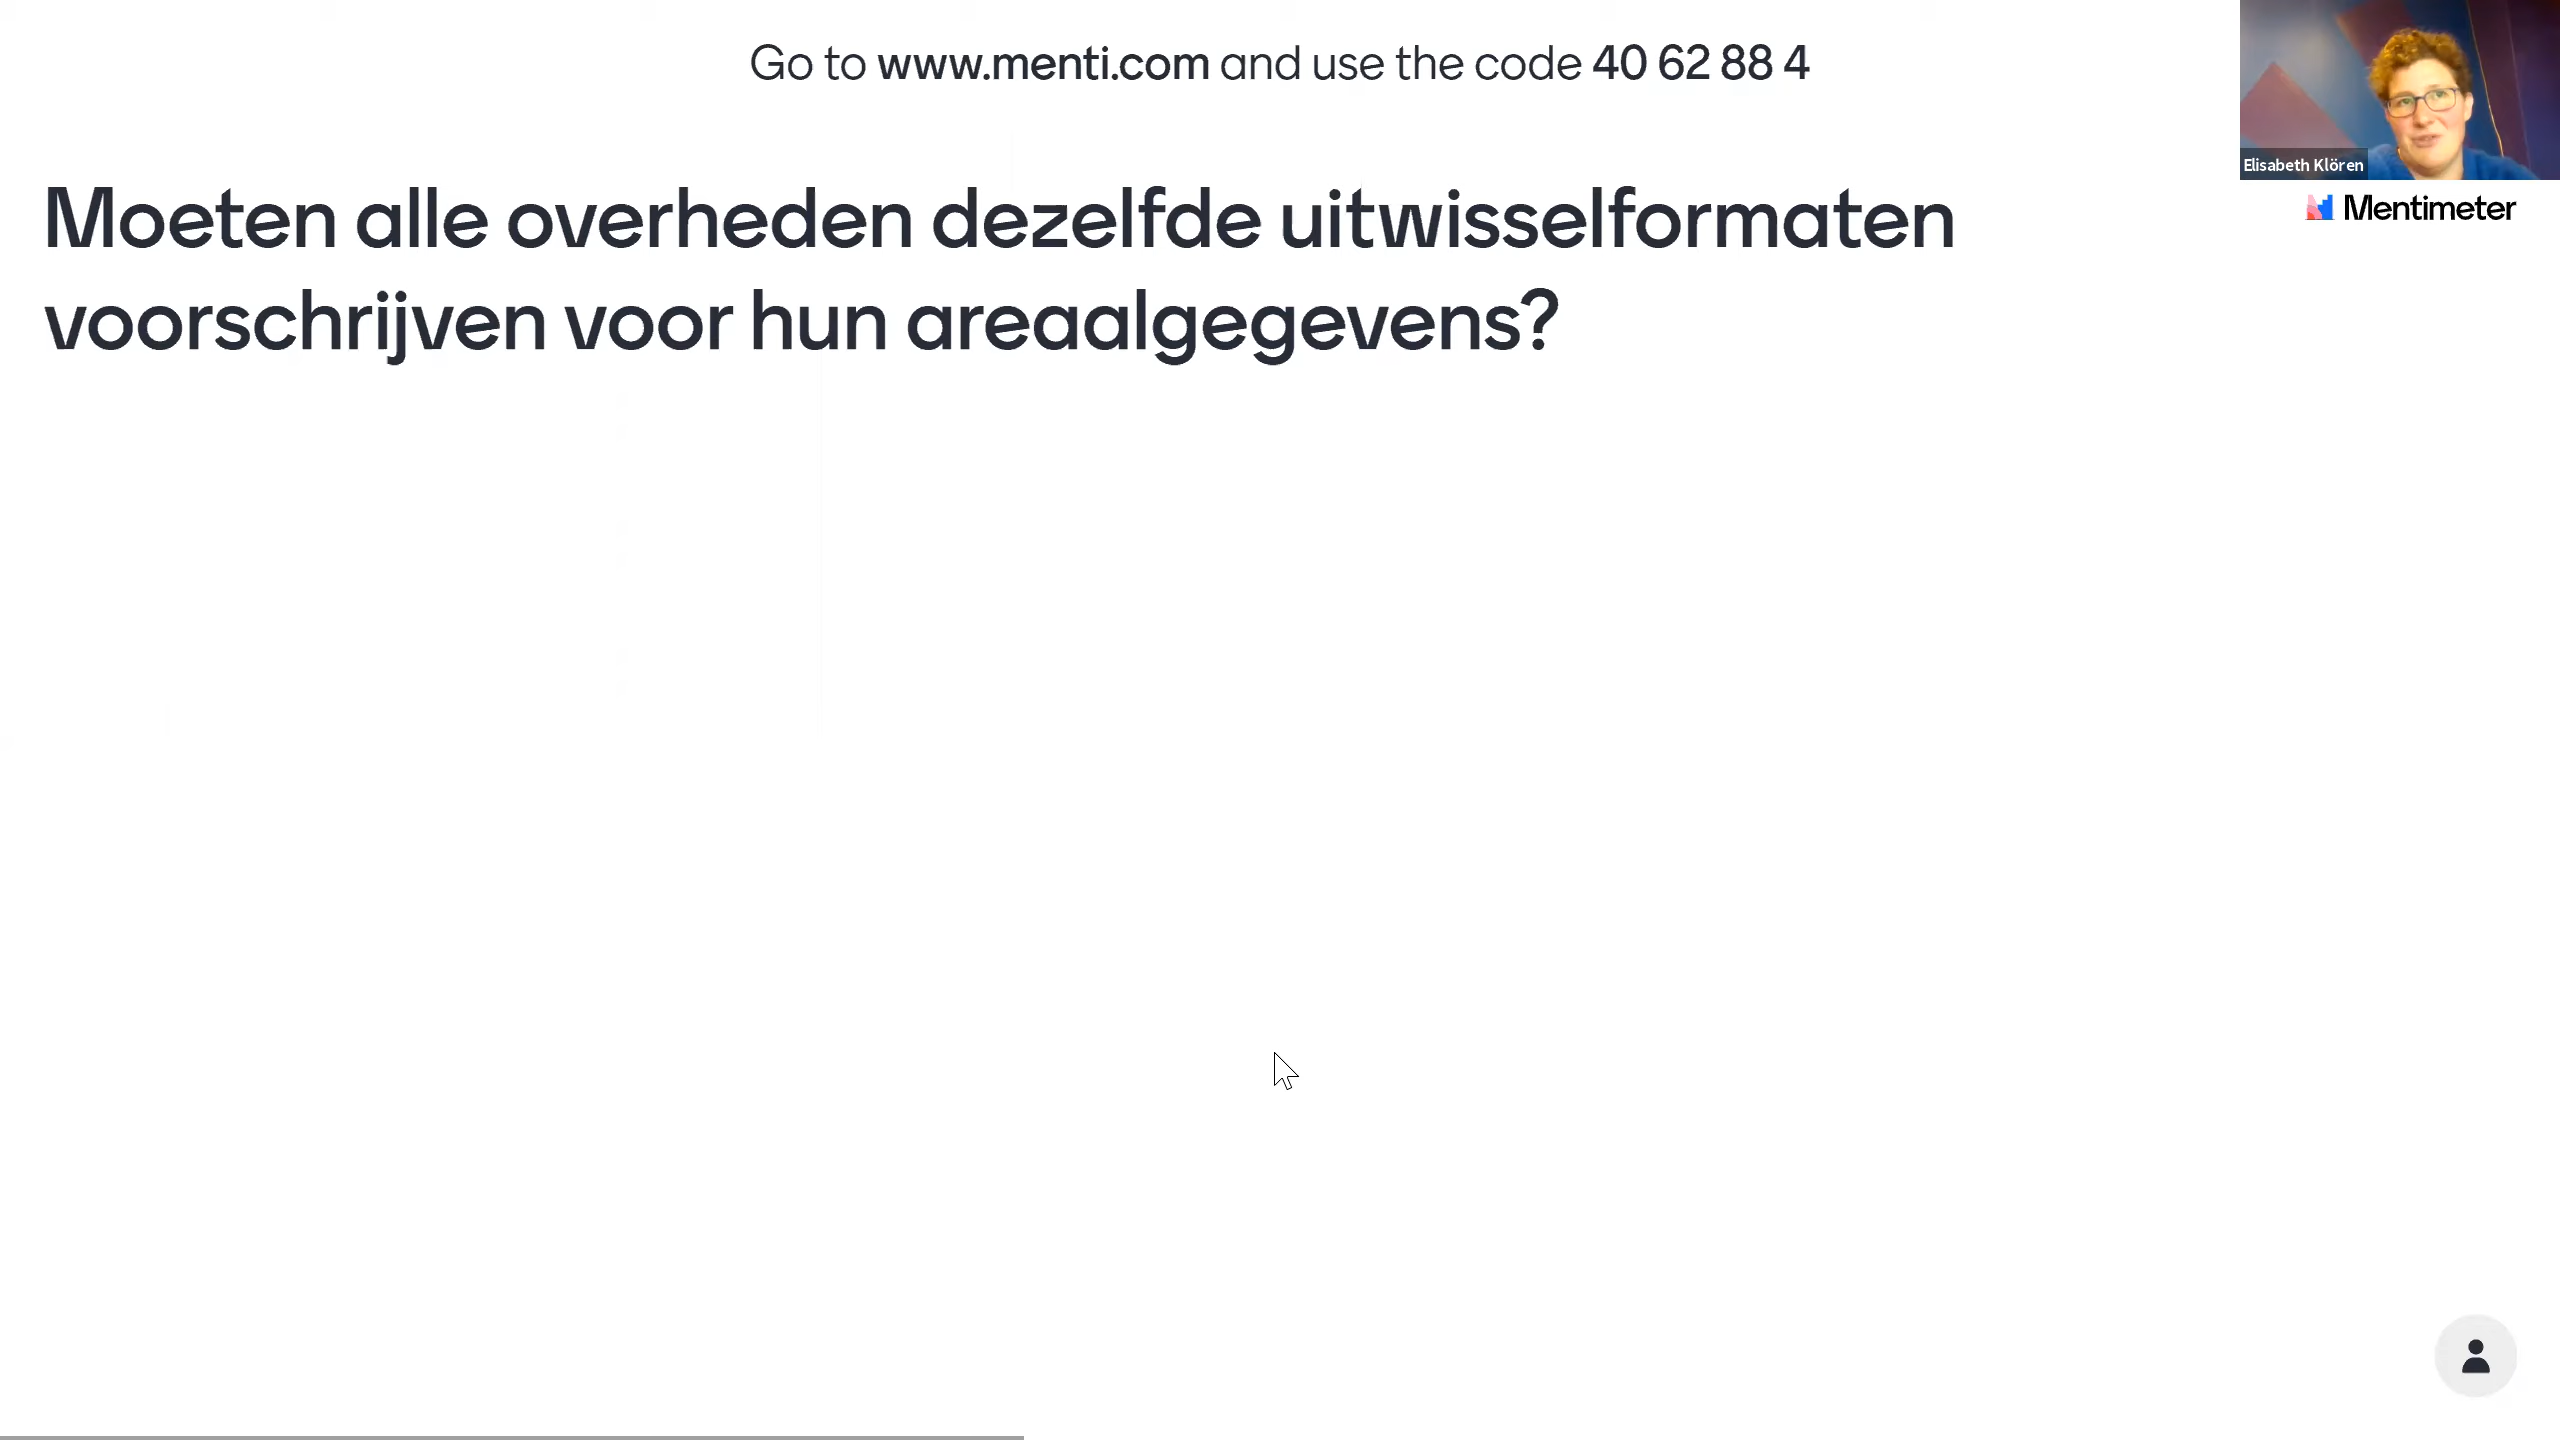 Go to www.menti.com and use the code 40 62 88 4
Elisabeth Klören
Mentimeter
Moeten alle overheden dezelfde uitwisselformaten
voorschrijven voor hun areaalgegevens?